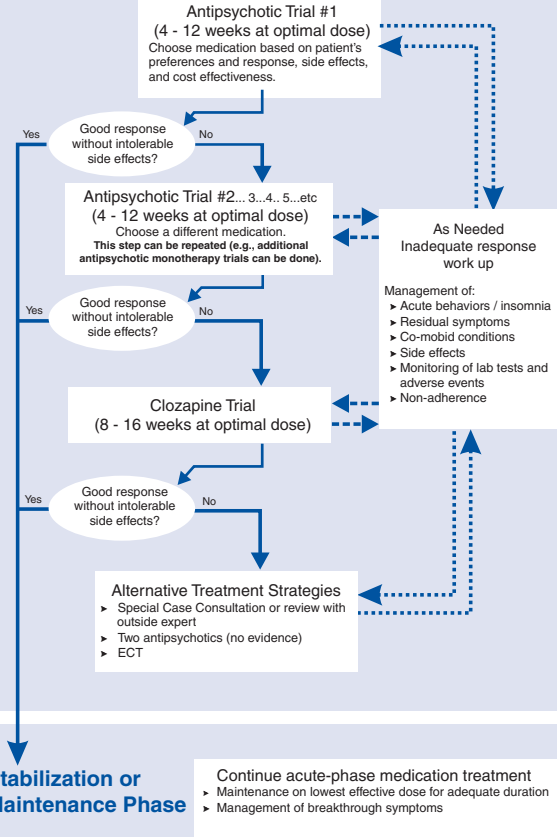 Antipsychotic Trial #1
(4 - 12 weeks at optimal dose)
Choose medication based on patient's
preferences and response, side effects,
and cost effectiveness.
Good response
without intolerable
side effects?
Yes
No
Antipsychotic Trial #2... 3...4.. 5...etc
(4 - 12 weeks at optimal dose)
Choose a different medication.
This step can be repeated (e.g., additional
antipsychotic monotherapy trials can be done).
As Needed
Inadequate response
work up
Management of:
➤ Acute behaviors / insomnia
➤ Residual symptoms
➤ Co-mobid conditions
➤ Side effects
➤ Monitoring of lab tests and
adverse events
➤ Non-adherence
Good response
without intolerable
side effects?
Yes
No
Clozapine Trial
(8 - 16 weeks at optimal dose)
Good response
without intolerable
side effects?
Yes
No
Alternative Treatment Strategies
➤ Special Case Consultation or review with
outside expert
➤ Two antipsychotics (no evidence)
➤ ECT
tabilization or
Maintenance Phase
Continue acute-phase medication treatment
➤ Maintenance on lowest effective dose for adequate duration
➤ Management of breakthrough symptoms